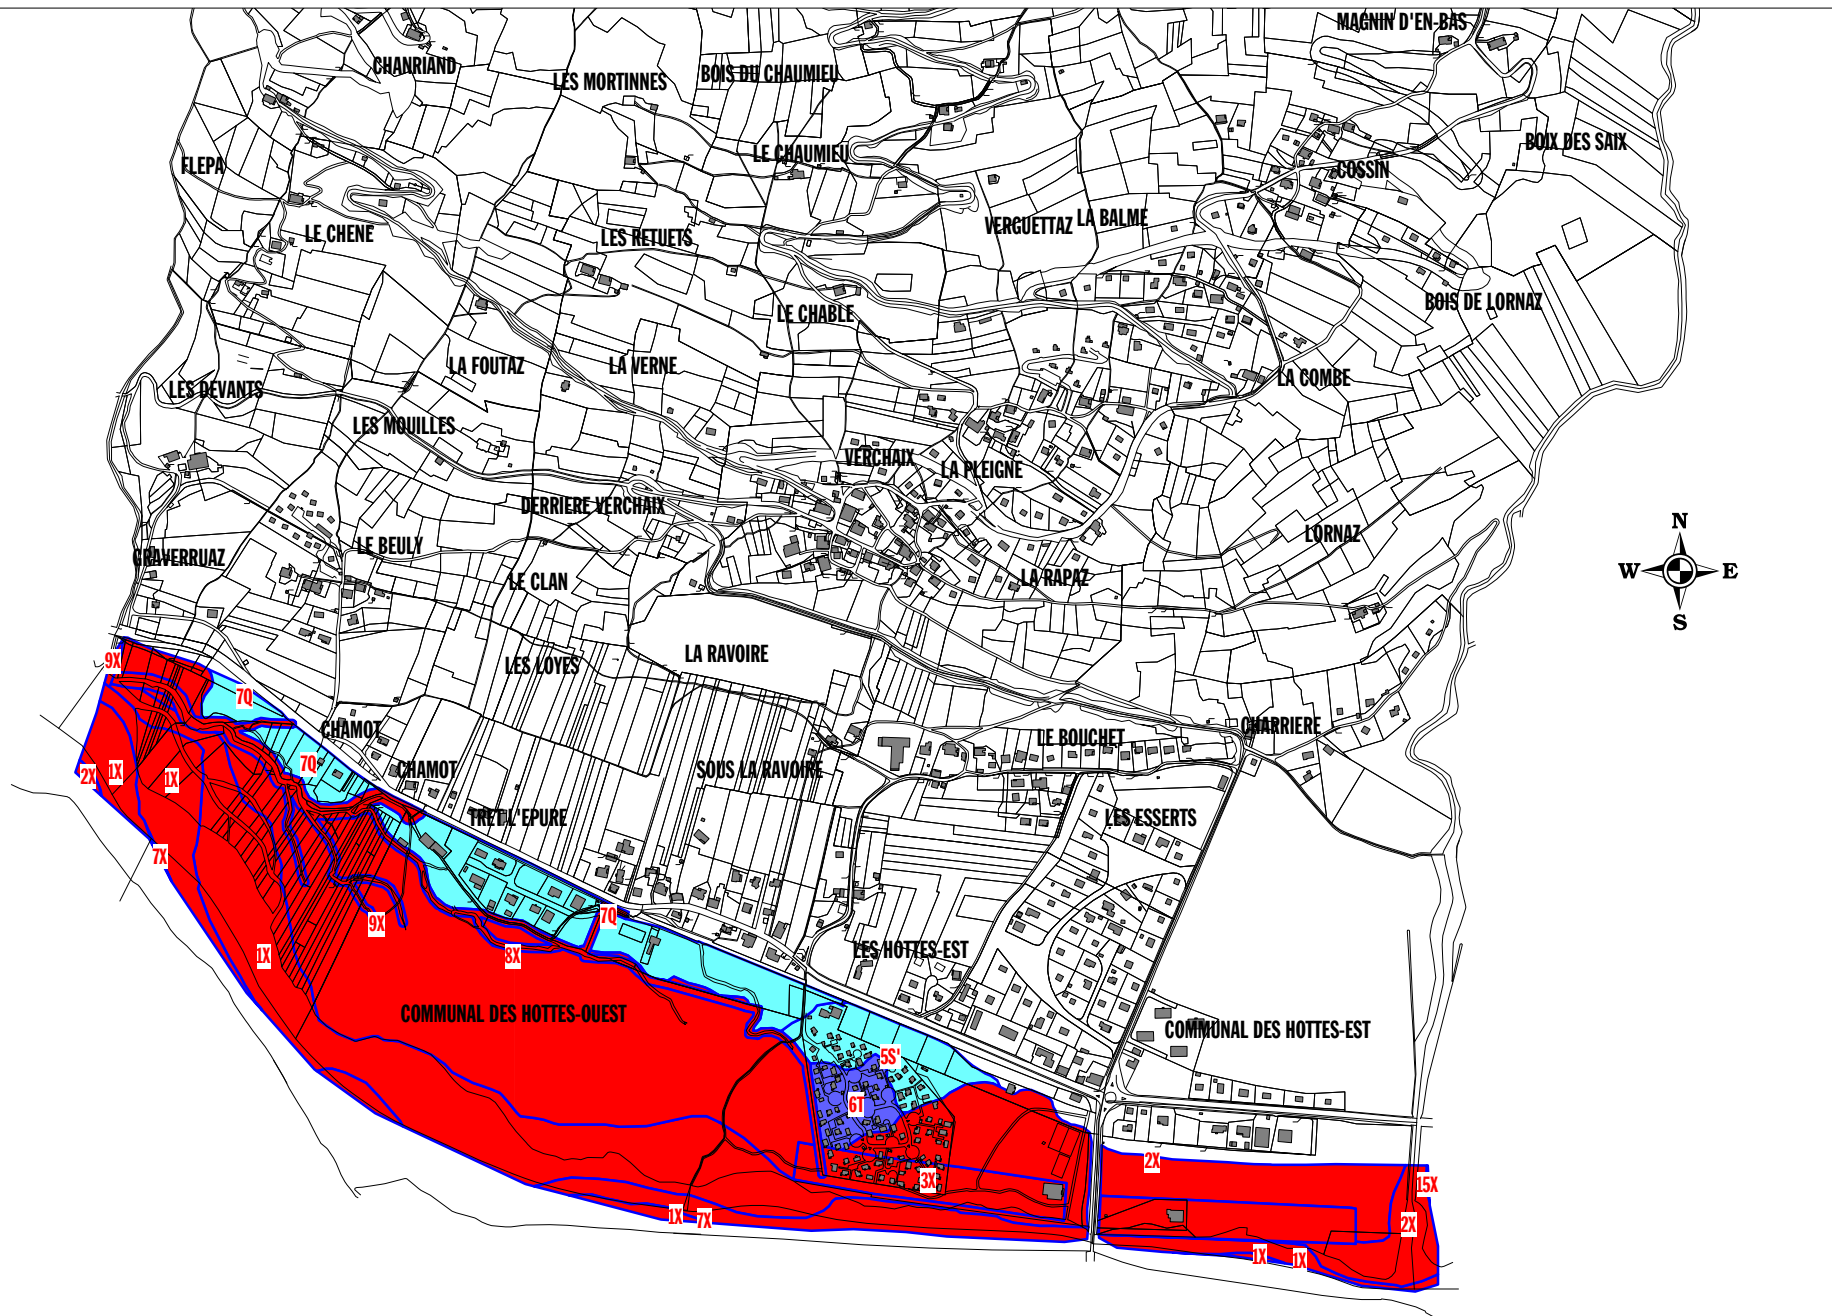 MAGNIN D'EN-BAS
CHANRIAND
LES MORTINNES
BOIS DU CHAUMIEU
BOIX DES SAIX
LE CHAUMIEU
FLEPA
COSSIN
LE CHENE
LES RETUETS
VERGUETTAZ
LA BALME
BOIS DE LORNAZ
LE CHABLE
LA FOUTAZ
LA VERNE
LA COMBE
LES DEVANTS
LES MOUILLES
VERCHAIX
LA PLEIGNE
DERRIERE VERCHAIX
LORNAZ
N
W
E
S
GRAVERRUAZ
LE BEULY
LE CLAN
LA RAPAZ
LES LOYES
LA RAVOIRE
9X
7Q
CHAMOT
CHARRIERE
LE BOUCHET
7Q
CHAMOT
SOUS LA RAVOIRE
2X
1X
1X
TRET L'EPURE
LES ESSERTS
7X
9X
7Q
8X
1X
LES HOTTES-EST
COMMUNAL DES HOTTES-OUEST
COMMUNAL DES HOTTES-EST
5S'
6T
2X
3X
15X
1X
7X
2X
1X
1X